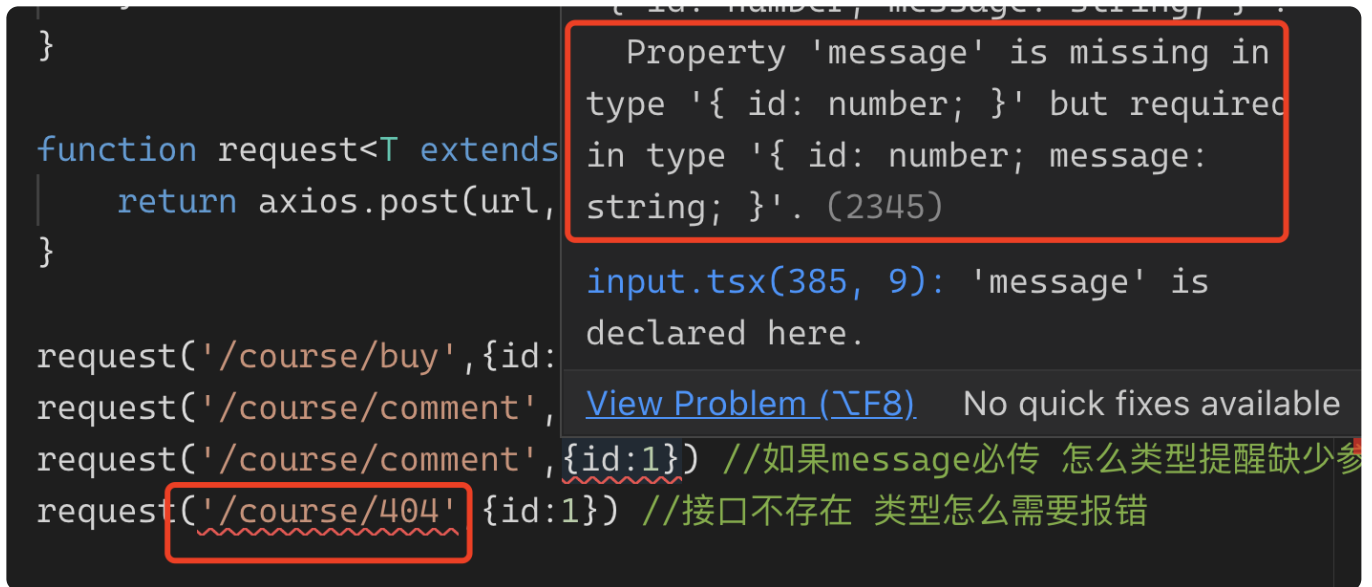 }
Property 'message' is missing in
type '{ id: number; }' but required
in type '{ id: number; message:
string; }'. (2345)
function request<T extends
return axios.post(url,
}
input.tsx(385, 9): 'message' is
declared here.
View Problem (⌥F8) No quick fixes available
request('/course/buy',{id:
request('/course/comment',
request('/course/comment',{id:1}) //如果message必传 怎么类型提醒缺少参
request('/course/404' {id:1}) //接口不存在 类型怎么需要报错